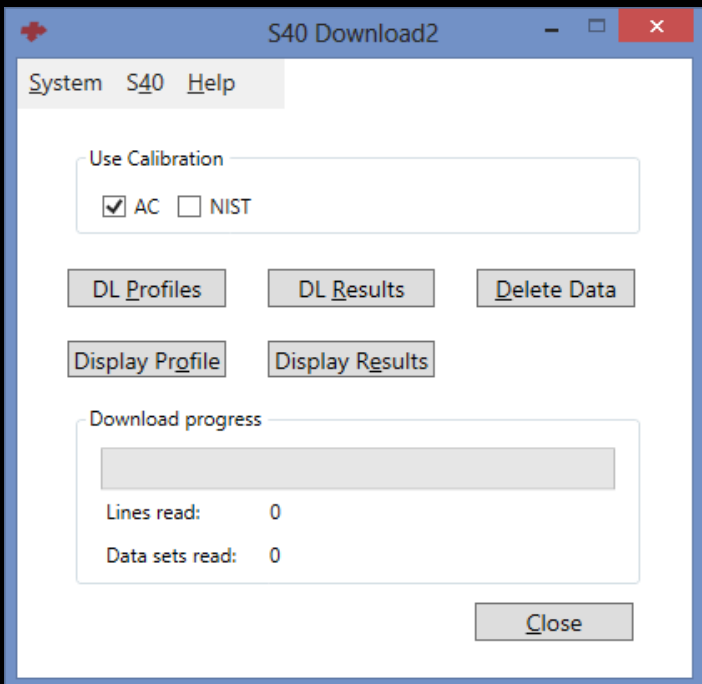 S40 Download2
System S40 Help
Use Calibration
AC NIST
DL Profiles DL Results Delete Data
Display Profile Display Results
Download progress
Lines read: 0
Data sets read: 0
Close